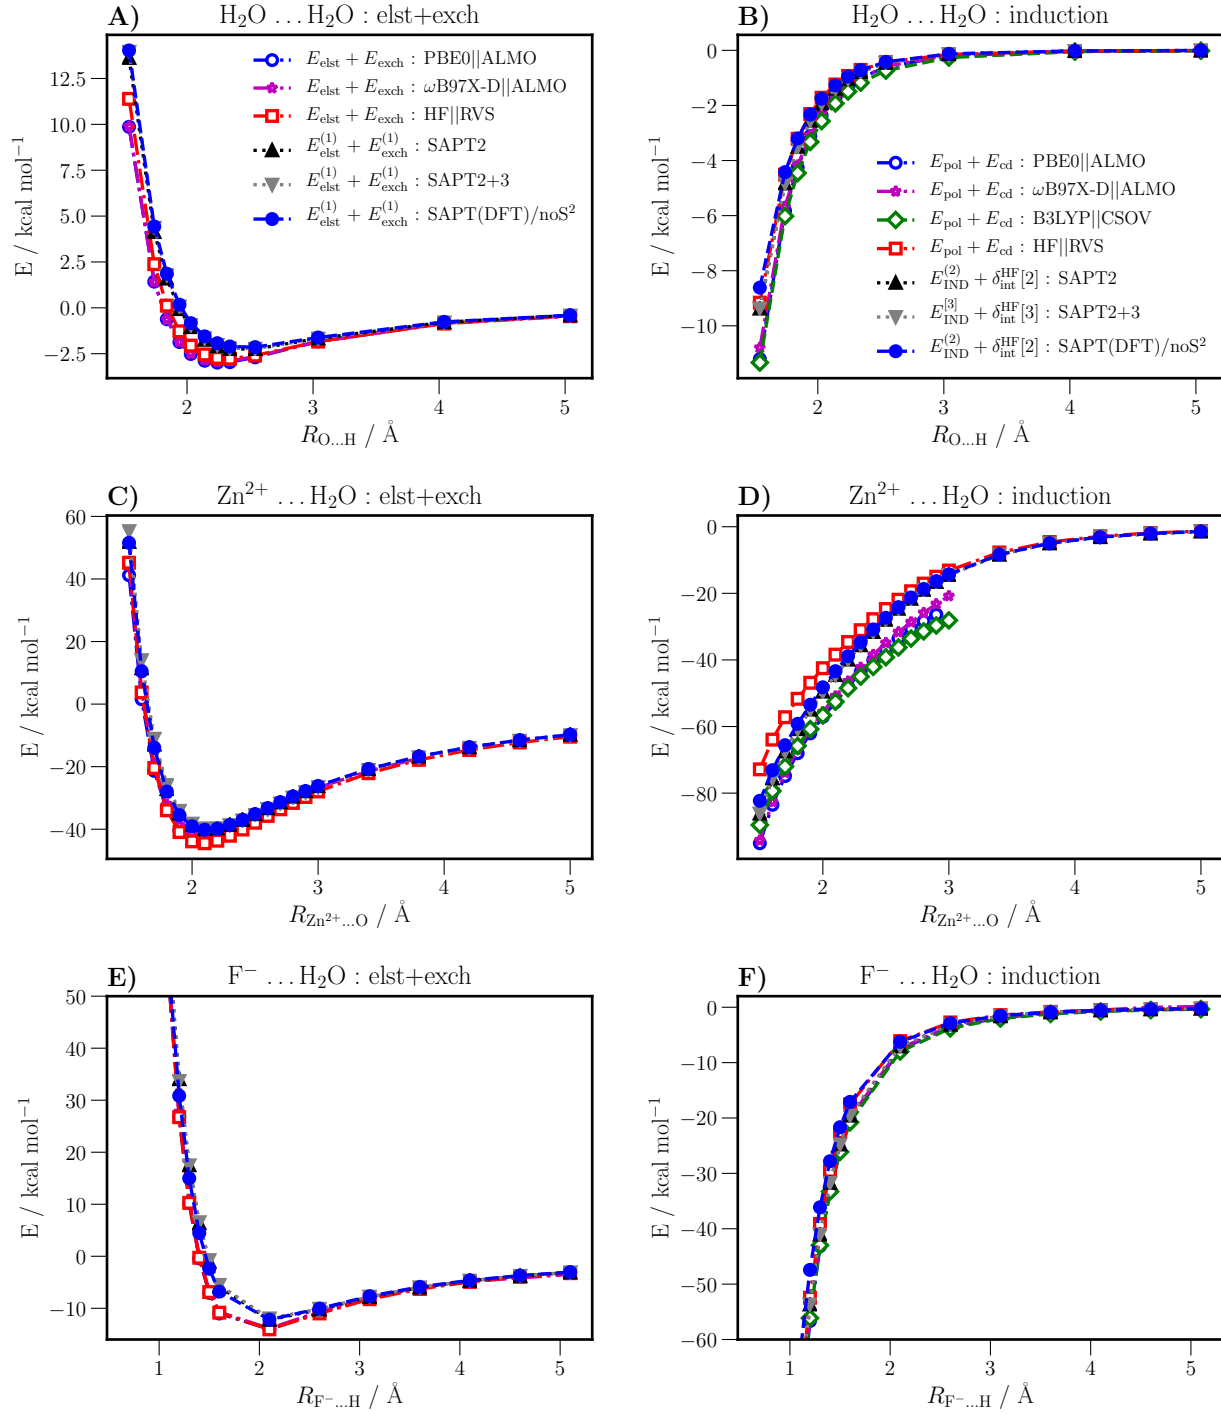 A) H₂O …H₂O : elst+exch
E / kcal mol⁻¹
12.5
10.0
7.5
5.0
2.5
0.0
−2.5
E_elst + E_exch : PBE0||ALMO
E_elst + E_exch : ωB97X-D||ALMO
E_elst + E_exch : HF||RVS
E_elst^(1) + E_exch^(1) : SAPT2
E_elst^(1) + E_exch^(1) : SAPT2+3
E_elst^(1) + E_exch^(1) : SAPT(DFT)/noS²
2 3 4 5
R_O...H / Å
B) H₂O …H₂O : induction
E / kcal mol⁻¹
0
−2
−4
−6
−8
−10
E_pol + E_cd : PBE0||ALMO
E_pol + E_cd : ωB97X-D||ALMO
E_pol + E_cd : B3LYP||CSOV
E_pol + E_cd : HF||RVS
E_IND^(2) + δ_int^HF[2] : SAPT2
E_IND^[3] + δ_int^HF[3] : SAPT2+3
E_IND^(2) + δ_int^HF[2] : SAPT(DFT)/noS²
2 3 4 5
R_O...H / Å
C) Zn²⁺ …H₂O : elst+exch
E / kcal mol⁻¹
60
40
20
0
−20
−40
2 3 4 5
R_Zn²⁺...O / Å
D) Zn²⁺ …H₂O : induction
E / kcal mol⁻¹
0
−20
−40
−60
−80
2 3 4 5
R_Zn²⁺...O / Å
E) F⁻ …H₂O : elst+exch
E / kcal mol⁻¹
50
40
30
20
10
0
−10
1 2 3 4 5
R_F⁻...H / Å
F) F⁻ …H₂O : induction
E / kcal mol⁻¹
0
−10
−20
−30
−40
−50
−60
1 2 3 4 5
R_F⁻...H / Å